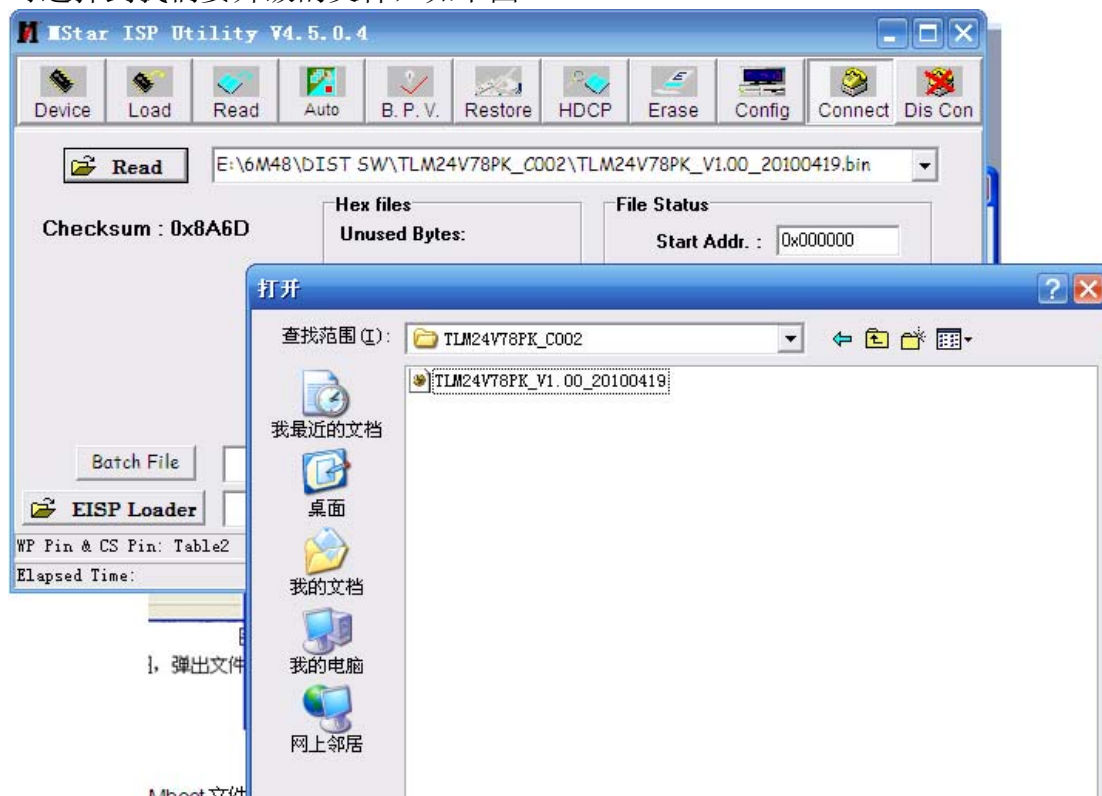 MStar ISP Utility V4.5.0.4
Device Load Read Auto B. P. V. Restore HDCP Erase Config Connect Dis Con
Read E:\6M48\DIST SW\TLM24V78PK_C002\TLM24V78PK_V1.00_20100419.bin
Hex files File Status
Checksum : 0x8A6D Unused Bytes: Start Addr. : 0x000000
打开
查找范围(I): TLM24V78PK_C002
TLM24V78PK_V1.00_20100419
我最近的文档
Batch File
桌面
EISP Loader
WP Pin & CS Pin: Table2
Elapsed Time:
我的文档
，弹出文件
我的电脑
网上邻居